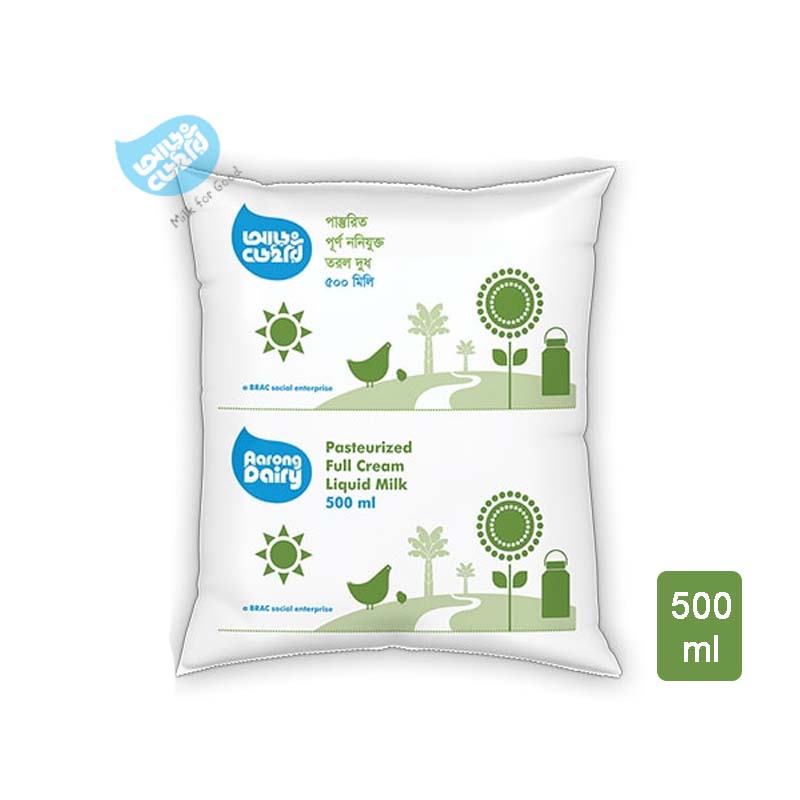 আড়ং
ডেইরি
Milk for Good
আড়ং
ডেইরি
পাস্তুরিত
পূর্ণ ননিযুক্ত
তরল দুধ
৫০০ মিলি
a BRAC social enterprise
Aarong
Dairy
Pasteurized
Full Cream
Liquid Milk
500 ml
a BRAC social enterprise
500
ml